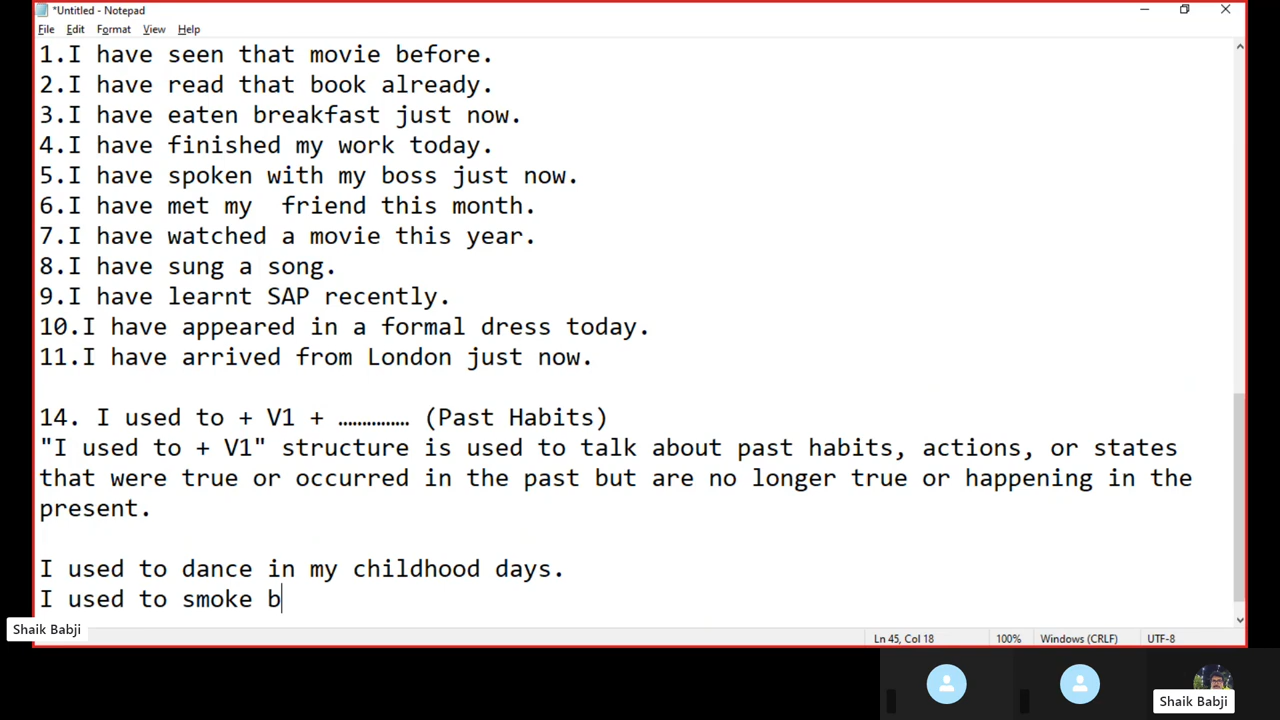 *Untitled - Notepad
File Edit Format View Help
1.I have seen that movie before.
2.I have read that book already.
3.I have eaten breakfast just now.
4.I have finished my work today.
5.I have spoken with my boss just now.
6.I have met my  friend this month.
7.I have watched a movie this year.
8.I have sung a song.
9.I have learnt SAP recently.
10.I have appeared in a formal dress today.
11.I have arrived from London just now.
14. I used to + V1 + …………… (Past Habits)
"I used to + V1" structure is used to talk about past habits, actions, or states
that were true or occurred in the past but are no longer true or happening in the
present.
I used to dance in my childhood days.
I used to smoke b
Shaik Babji
Ln 45, Col 18 100% Windows (CRLF) UTF-8
Shaik Babji